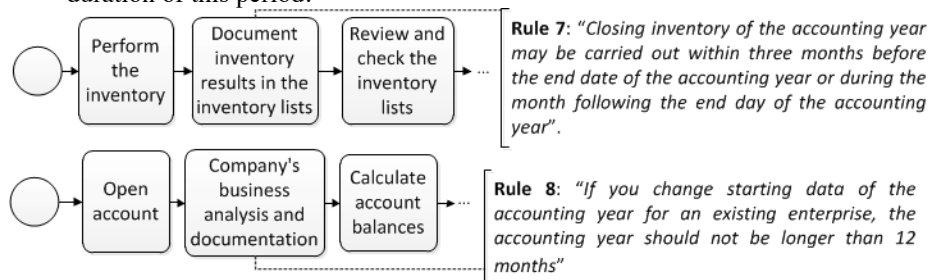 duration of this period.
Perform
the
inventory
Document
inventory
results in the
inventory lists
Review and
check the
inventory
lists
...
Rule 7: “Closing inventory of the accounting year
may be carried out within three months before
the end date of the accounting year or during the
month following the end day of the accounting
year”.
Open
account
Company's
business
analysis and
documentation
Calculate
account
balances
...
Rule 8: “If you change starting data of the
accounting year for an existing enterprise, the
accounting year should not be longer than 12
months”